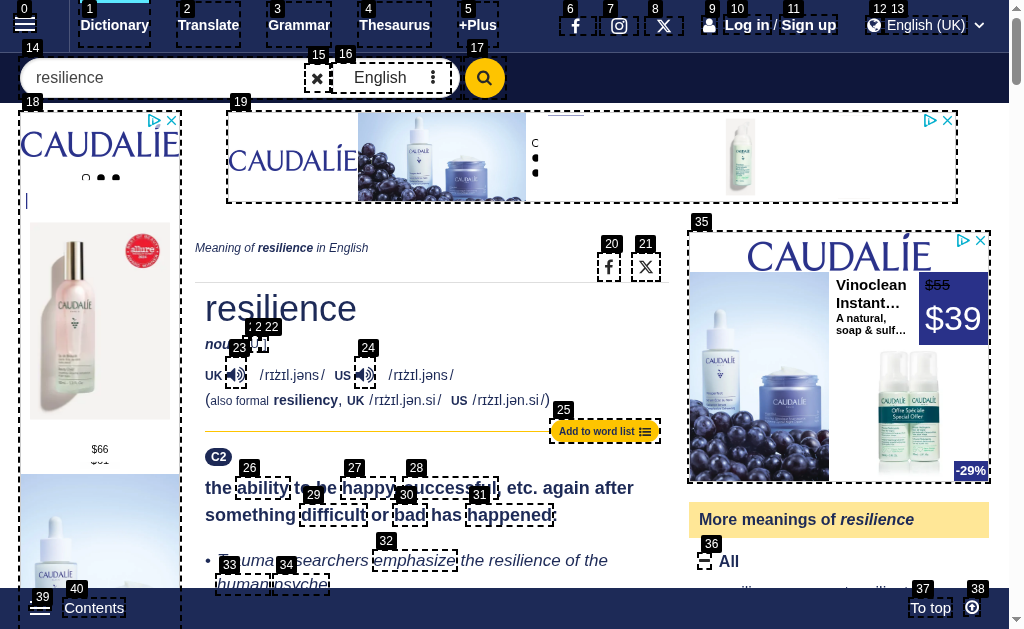 0 1 2 3 4 5 6 7 8 9 10 11 12 13
Dictionary Translate Grammar Thesaurus +Plus Log in / Sign up English (UK)
14 15 16 17
resilience English
18 19
CAUDALÍE
CAUDALÍE
35
CAUDALÍE
$55
Vinoclean
Instant...
A natural,
soap & sulf...
$39
-29%
20 21
Meaning of resilience in English
resilience
22
23 24
UK /rɪˈzɪl.jəns/ US /rɪˈzɪl.jəns/
(also formal resiliency, UK /rɪˈzɪl.jən.si/ US /rɪˈzɪl.jən.si/)
25
Add to word list
C2
26 27 28
the ability to be happy, successful, etc. again after
29 30 31
something difficult or bad has happened:
32
• Trauma researchers emphasize the resilience of the
33 34
human psyche
$66
More meanings of resilience
36
All
39 40 37 38
Contents To top